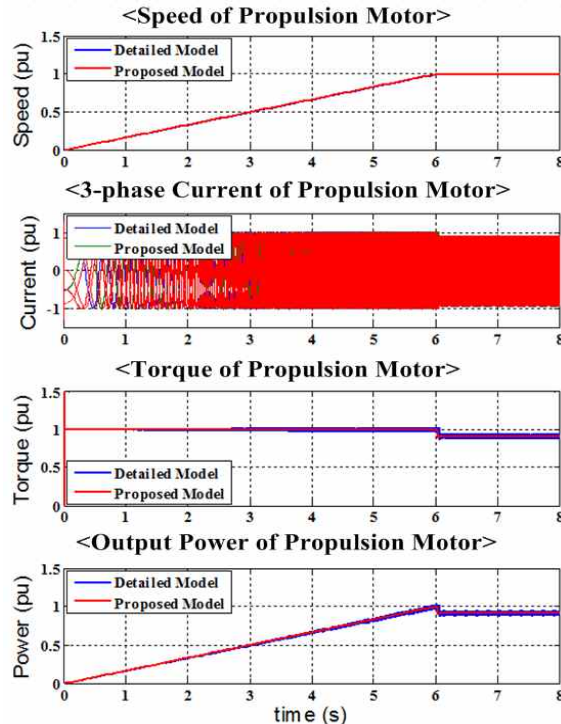 <Speed of Propulsion Motor>
1.5
Detailed Model
Proposed Model
1
0.5
0
Speed (pu)
0 1 2 3 4 5 6 7 8
<3-phase Current of Propulsion Motor>
Detailed Model
Proposed Model
1
0
-1
Current (pu)
0 1 2 3 4 5 6 7 8
<Torque of Propulsion Motor>
1.5
1
0.5
0
Torque (pu)
Detailed Model
Proposed Model
0 1 2 3 4 5 6 7 8
<Output Power of Propulsion Motor>
1.5
Detailed Model
Proposed Model
1
0.5
0
Power (pu)
0 1 2 3 4 5 6 7 8
time (s)